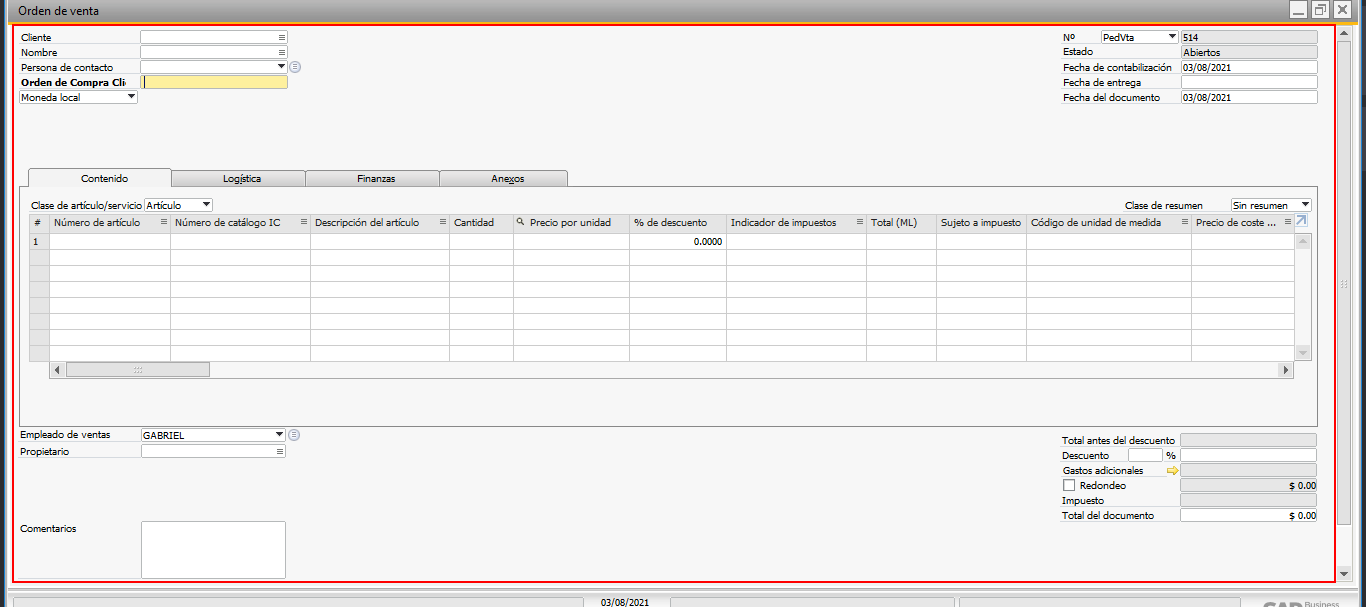 Orden de venta
Cliente
Nombre
Persona de contacto
Orden de Compra Cli
Moneda local
Nº PedVta 514
Estado Abiertos
Fecha de contabilización 03/08/2021
Fecha de entrega
Fecha del documento 03/08/2021
Contenido Logística Finanzas Anexos
Clase de artículo/servicio Artículo Clase de resumen Sin resumen
# Número de artículo Número de catálogo IC Descripción del artículo Cantidad Precio por unidad % de descuento Indicador de impuestos Total (ML) Sujeto a impuesto Código de unidad de medida Precio de coste ...
1 0.0000
Empleado de ventas GABRIEL
Propietario
Total antes del descuento
Descuento %
Gastos adicionales
Redondeo $ 0.00
Impuesto
Total del documento $ 0.00
Comentarios
03/08/2021
Business